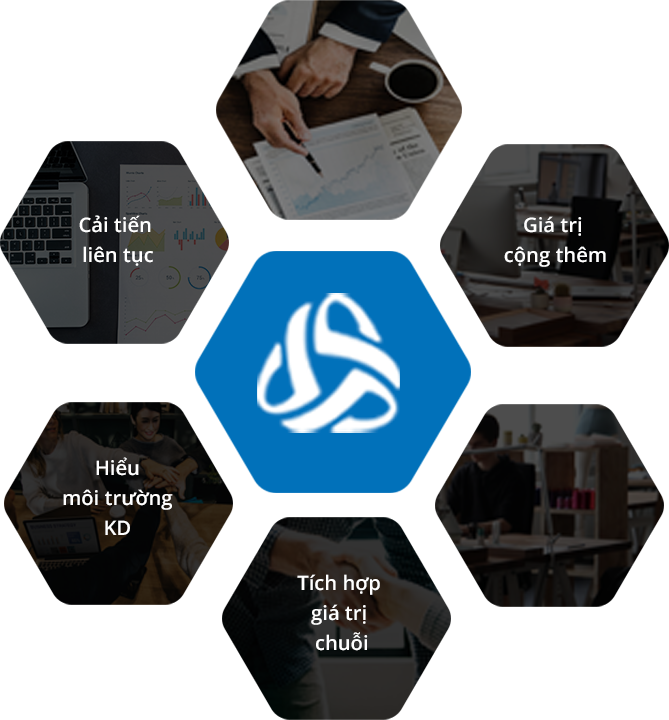 Cải tiến
liên tục
Giá trị
cộng thêm
Hiểu
môi trường
KD
Tích hợp
giá trị
chuỗi